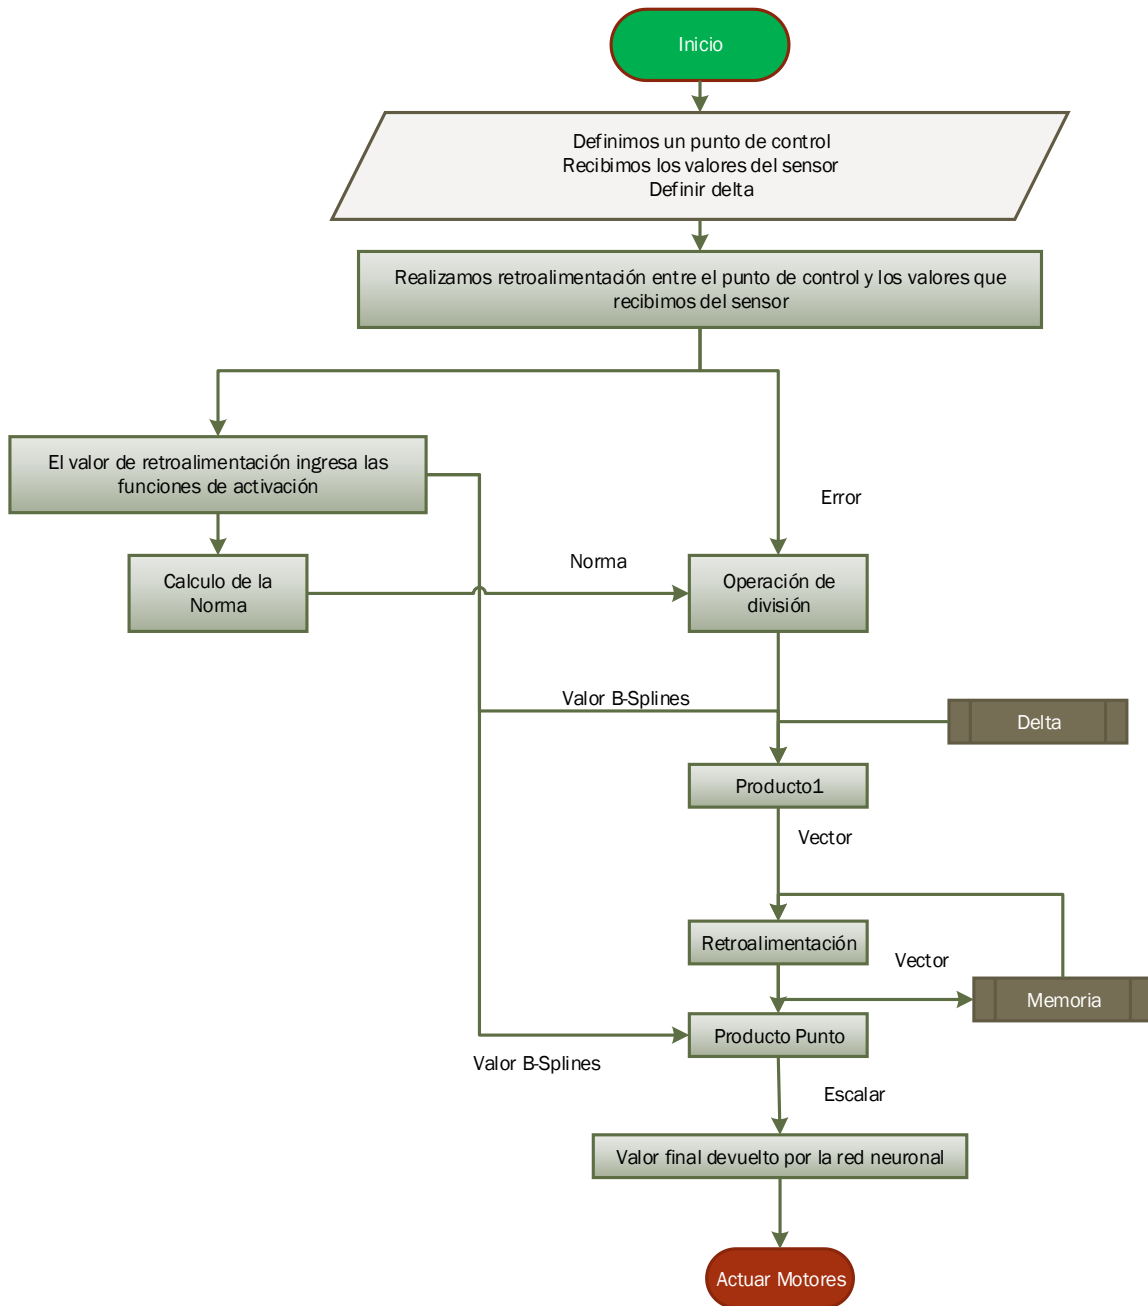 Inicio
Definimos un punto de control
Recibimos los valores del sensor
Definir delta
Realizamos retroalimentación entre el punto de control y los valores que
recibimos del sensor
El valor de retroalimentación ingresa las
funciones de activación
Error
Calculo de la
Norma
Norma
Operación de
división
Valor B-Splines
Delta
Producto1
Vector
Retroalimentación
Vector
Memoria
Producto Punto
Valor B-Splines
Escalar
Valor final devuelto por la red neuronal
Actuar Motores